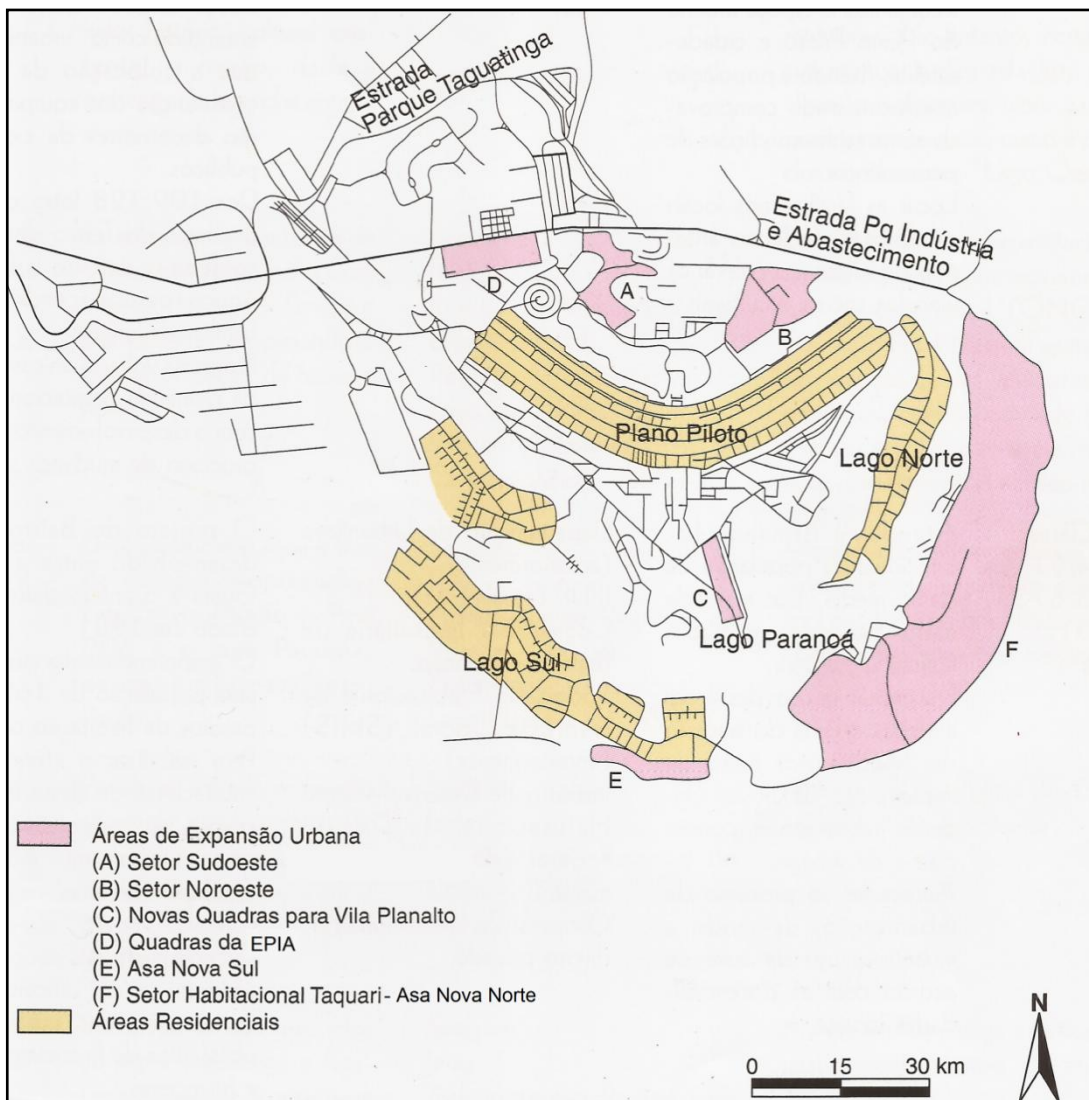 Estrada
Parque Taguatinga
Estrada Pq Indústria
e Abastecimento
D
A
B
Plano Piloto
Lago Norte
C
Lago Paranoá
F
Lago Sul
E
Áreas de Expansão Urbana
(A) Setor Sudoeste
(B) Setor Noroeste
(C) Novas Quadras para Vila Planalto
(D) Quadras da EPIA
(E) Asa Nova Sul
(F) Setor Habitacional Taquari - Asa Nova Norte
Áreas Residenciais
N
0 15 30 km